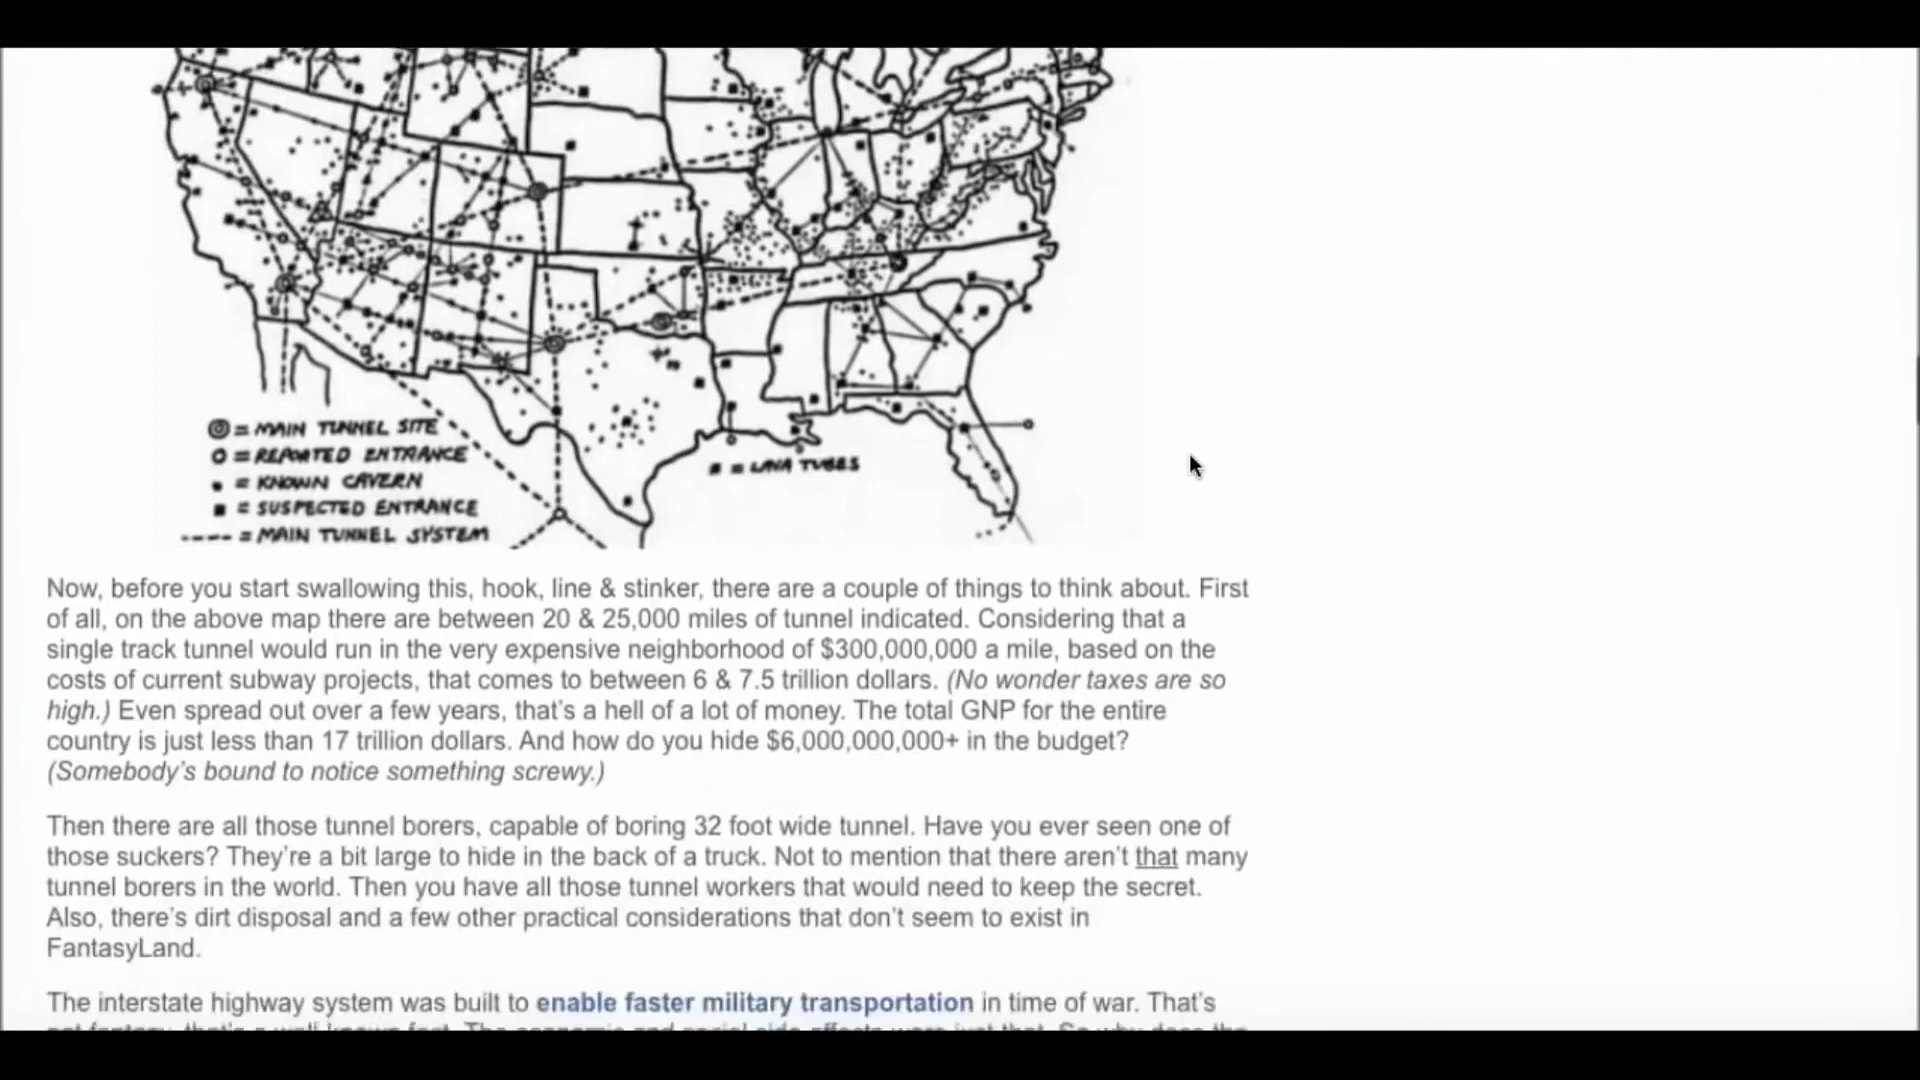 ◎ = MAIN TUNNEL SITE
○ = REPORTED ENTRANCE
• = KNOWN CAVERN
■ = SUSPECTED ENTRANCE
---- = MAIN TUNNEL SYSTEM
■ = LAVA TUBES
Now, before you start swallowing this, hook, line & stinker, there are a couple of things to think about. First
of all, on the above map there are between 20 & 25,000 miles of tunnel indicated. Considering that a
single track tunnel would run in the very expensive neighborhood of $300,000,000 a mile, based on the
costs of current subway projects, that comes to between 6 & 7.5 trillion dollars. (No wonder taxes are so
high.) Even spread out over a few years, that's a hell of a lot of money. The total GNP for the entire
country is just less than 17 trillion dollars. And how do you hide $6,000,000,000+ in the budget?
(Somebody's bound to notice something screwy.)
Then there are all those tunnel borers, capable of boring 32 foot wide tunnel. Have you ever seen one of
those suckers? They're a bit large to hide in the back of a truck. Not to mention that there aren't that many
tunnel borers in the world. Then you have all those tunnel workers that would need to keep the secret.
Also, there's dirt disposal and a few other practical considerations that don't seem to exist in
FantasyLand.
The interstate highway system was built to enable faster military transportation in time of war. That's